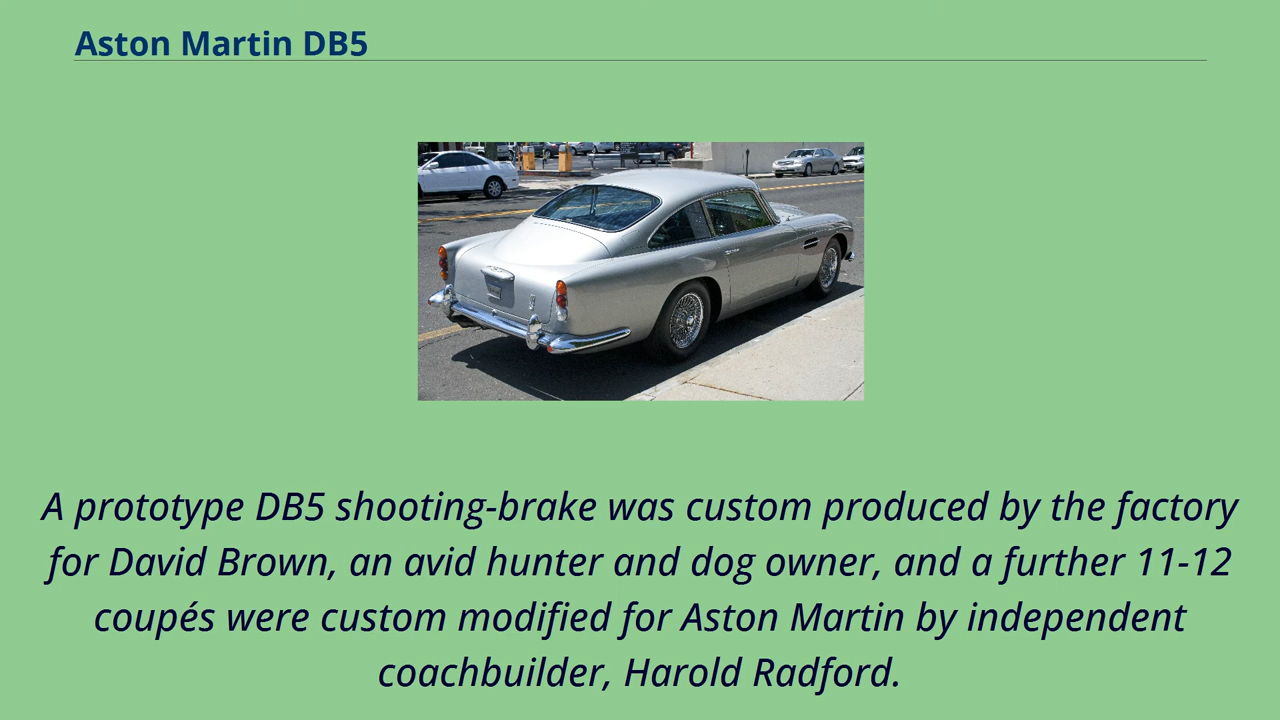 Aston Martin DB5
A prototype DB5 shooting-brake was custom produced by the factory
for David Brown, an avid hunter and dog owner, and a further 11-12
coupés were custom modified for Aston Martin by independent
coachbuilder, Harold Radford.